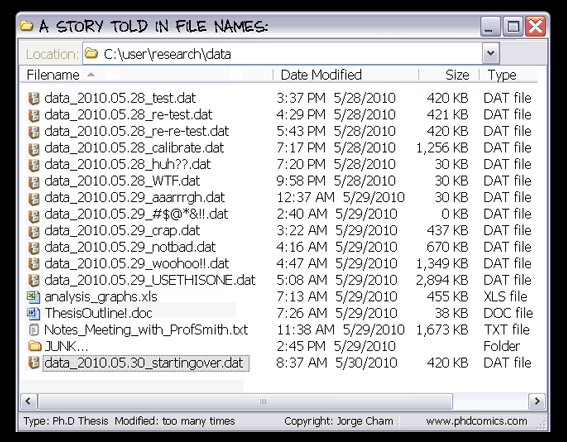 A STORY TOLD IN FILE NAMES:
Location: C:\user\research\data
Filename Date Modified Size Type
data_2010.05.28_test.dat 3:37 PM 5/28/2010 420 KB DAT file
data_2010.05.28_re-test.dat 4:29 PM 5/28/2010 421 KB DAT file
data_2010.05.28_re-re-test.dat 5:43 PM 5/28/2010 420 KB DAT file
data_2010.05.28_calibrate.dat 7:17 PM 5/28/2010 1,256 KB DAT file
data_2010.05.28_huh??.dat 7:20 PM 5/28/2010 30 KB DAT file
data_2010.05.28_WTF.dat 9:58 PM 5/28/2010 30 KB DAT file
data_2010.05.29_aaarrrgh.dat 12:37 AM 5/29/2010 30 KB DAT file
data_2010.05.29_#$@*&!!.dat 2:40 AM 5/29/2010 0 KB DAT file
data_2010.05.29_crap.dat 3:22 AM 5/29/2010 437 KB DAT file
data_2010.05.29_notbad.dat 4:16 AM 5/29/2010 670 KB DAT file
data_2010.05.29_woohoo!!.dat 4:47 AM 5/29/2010 1,349 KB DAT file
data_2010.05.29_USETHISONE.dat 5:08 AM 5/29/2010 2,894 KB DAT file
analysis_graphs.xls 7:13 AM 5/29/2010 455 KB XLS file
ThesisOutline!.doc 7:26 AM 5/29/2010 38 KB DOC file
Notes_Meeting_with_ProfSmith.txt 11:38 AM 5/29/2010 1,673 KB TXT file
JUNK... 2:45 PM 5/29/2010 Folder
data_2010.05.30_startingover.dat 8:37 AM 5/30/2010 420 KB DAT file
Type: Ph.D Thesis Modified: too many times Copyright: Jorge Cham www.phdcomics.com